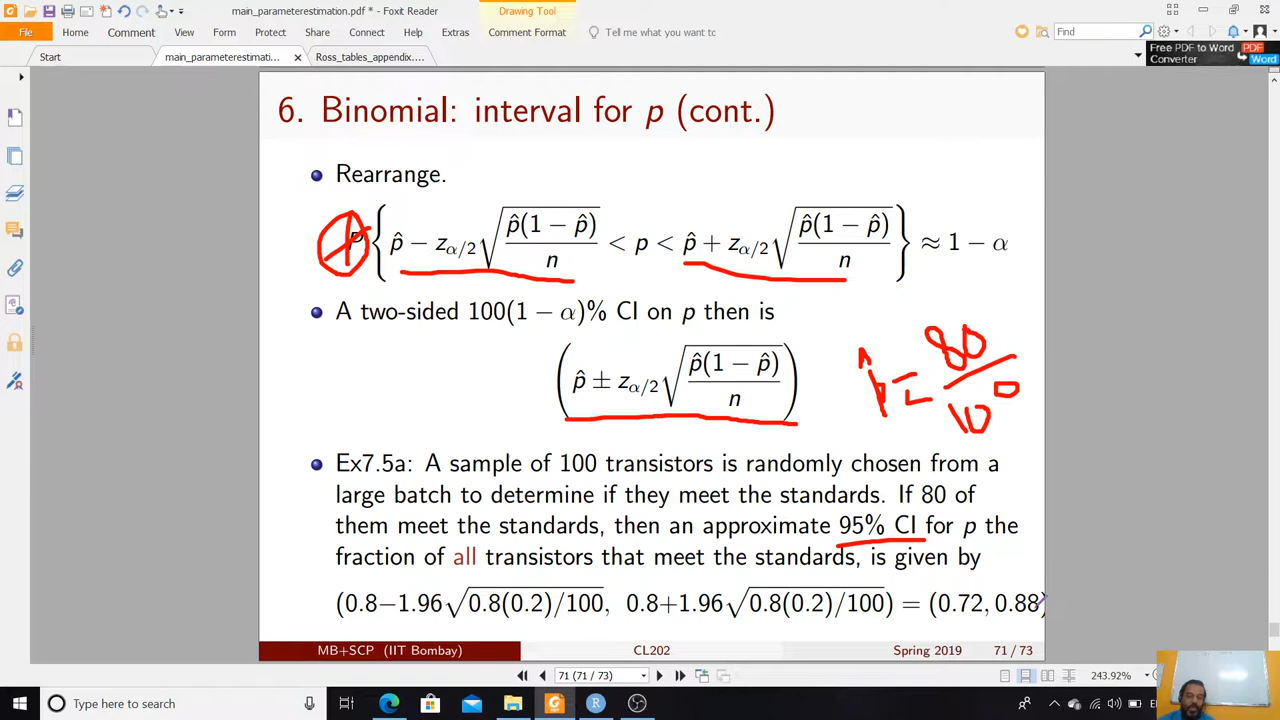 main_parameterestimation.pdf * - Foxit Reader
Drawing Tool
File Home Comment View Form Protect Share Connect Help Extras Comment Format Tell me what you want tc Find
Start main_parameterestimati... Ross_tables_appendix.pdf...
Free PDF to Word PDF
Converter Word
6. Binomial: interval for p (cont.)
Rearrange.
P{p̂ − z_{α/2}√(p̂(1 − p̂)/n) < p < p̂ + z_{α/2}√(p̂(1 − p̂)/n)} ≈ 1 − α
A two-sided 100(1 − α)% CI on p then is
(p̂ ± z_{α/2}√(p̂(1 − p̂)/n))
p̂ = 80/100
Ex7.5a: A sample of 100 transistors is randomly chosen from a
large batch to determine if they meet the standards. If 80 of
them meet the standards, then an approximate 95% CI for p the
fraction of all transistors that meet the standards, is given by
(0.8−1.96√0.8(0.2)/100, 0.8+1.96√0.8(0.2)/100) = (0.72, 0.88)
MB+SCP (IIT Bombay) CL202 Spring 2019 71 / 73
71 (71 / 73) 243.92%
Type here to search ENG